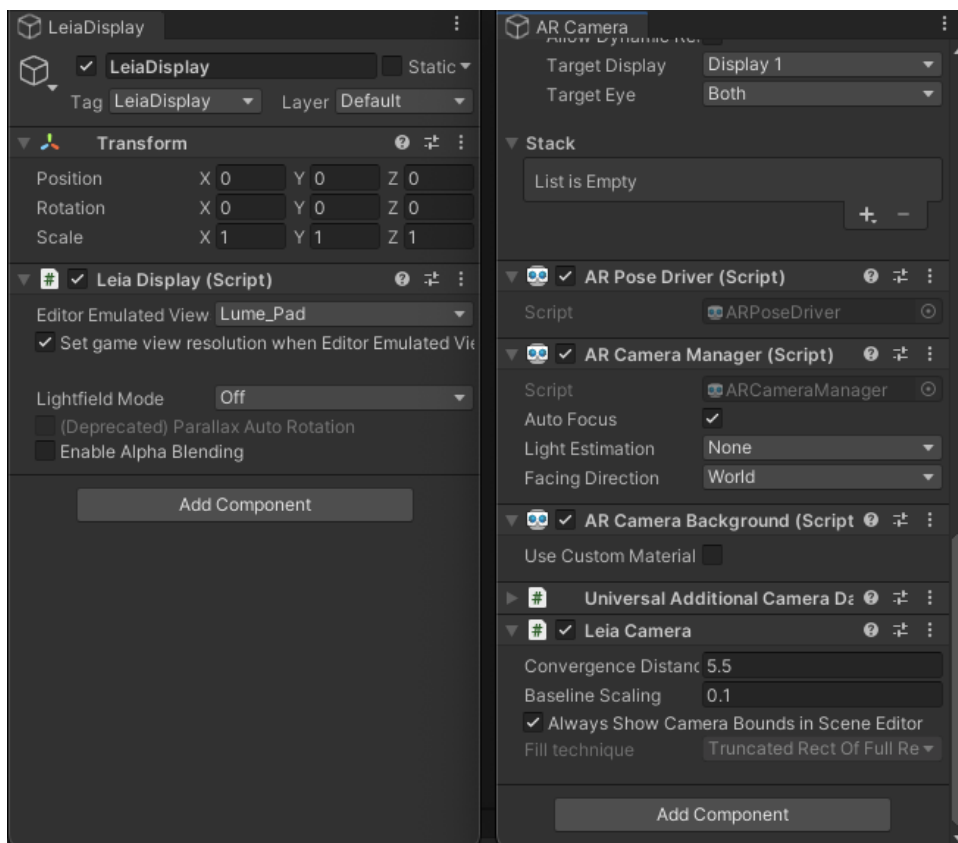 LeiaDisplay
LeiaDisplay Static
Tag LeiaDisplay Layer Default
Transform
Position X 0 Y 0 Z 0
Rotation X 0 Y 0 Z 0
Scale X 1 Y 1 Z 1
Leia Display (Script)
Editor Emulated View Lume_Pad
Set game view resolution when Editor Emulated Vi
Lightfield Mode Off
(Deprecated) Parallax Auto Rotation
Enable Alpha Blending
Add Component
AR Camera
Allow Dynamic Re
Target Display Display 1
Target Eye Both
Stack
List is Empty
AR Pose Driver (Script)
Script ARPoseDriver
AR Camera Manager (Script)
Script ARCameraManager
Auto Focus
Light Estimation None
Facing Direction World
AR Camera Background (Script
Use Custom Material
Universal Additional Camera Da
Leia Camera
Convergence Distanc 5.5
Baseline Scaling 0.1
Always Show Camera Bounds in Scene Editor
Fill technique Truncated Rect Of Full Re
Add Component